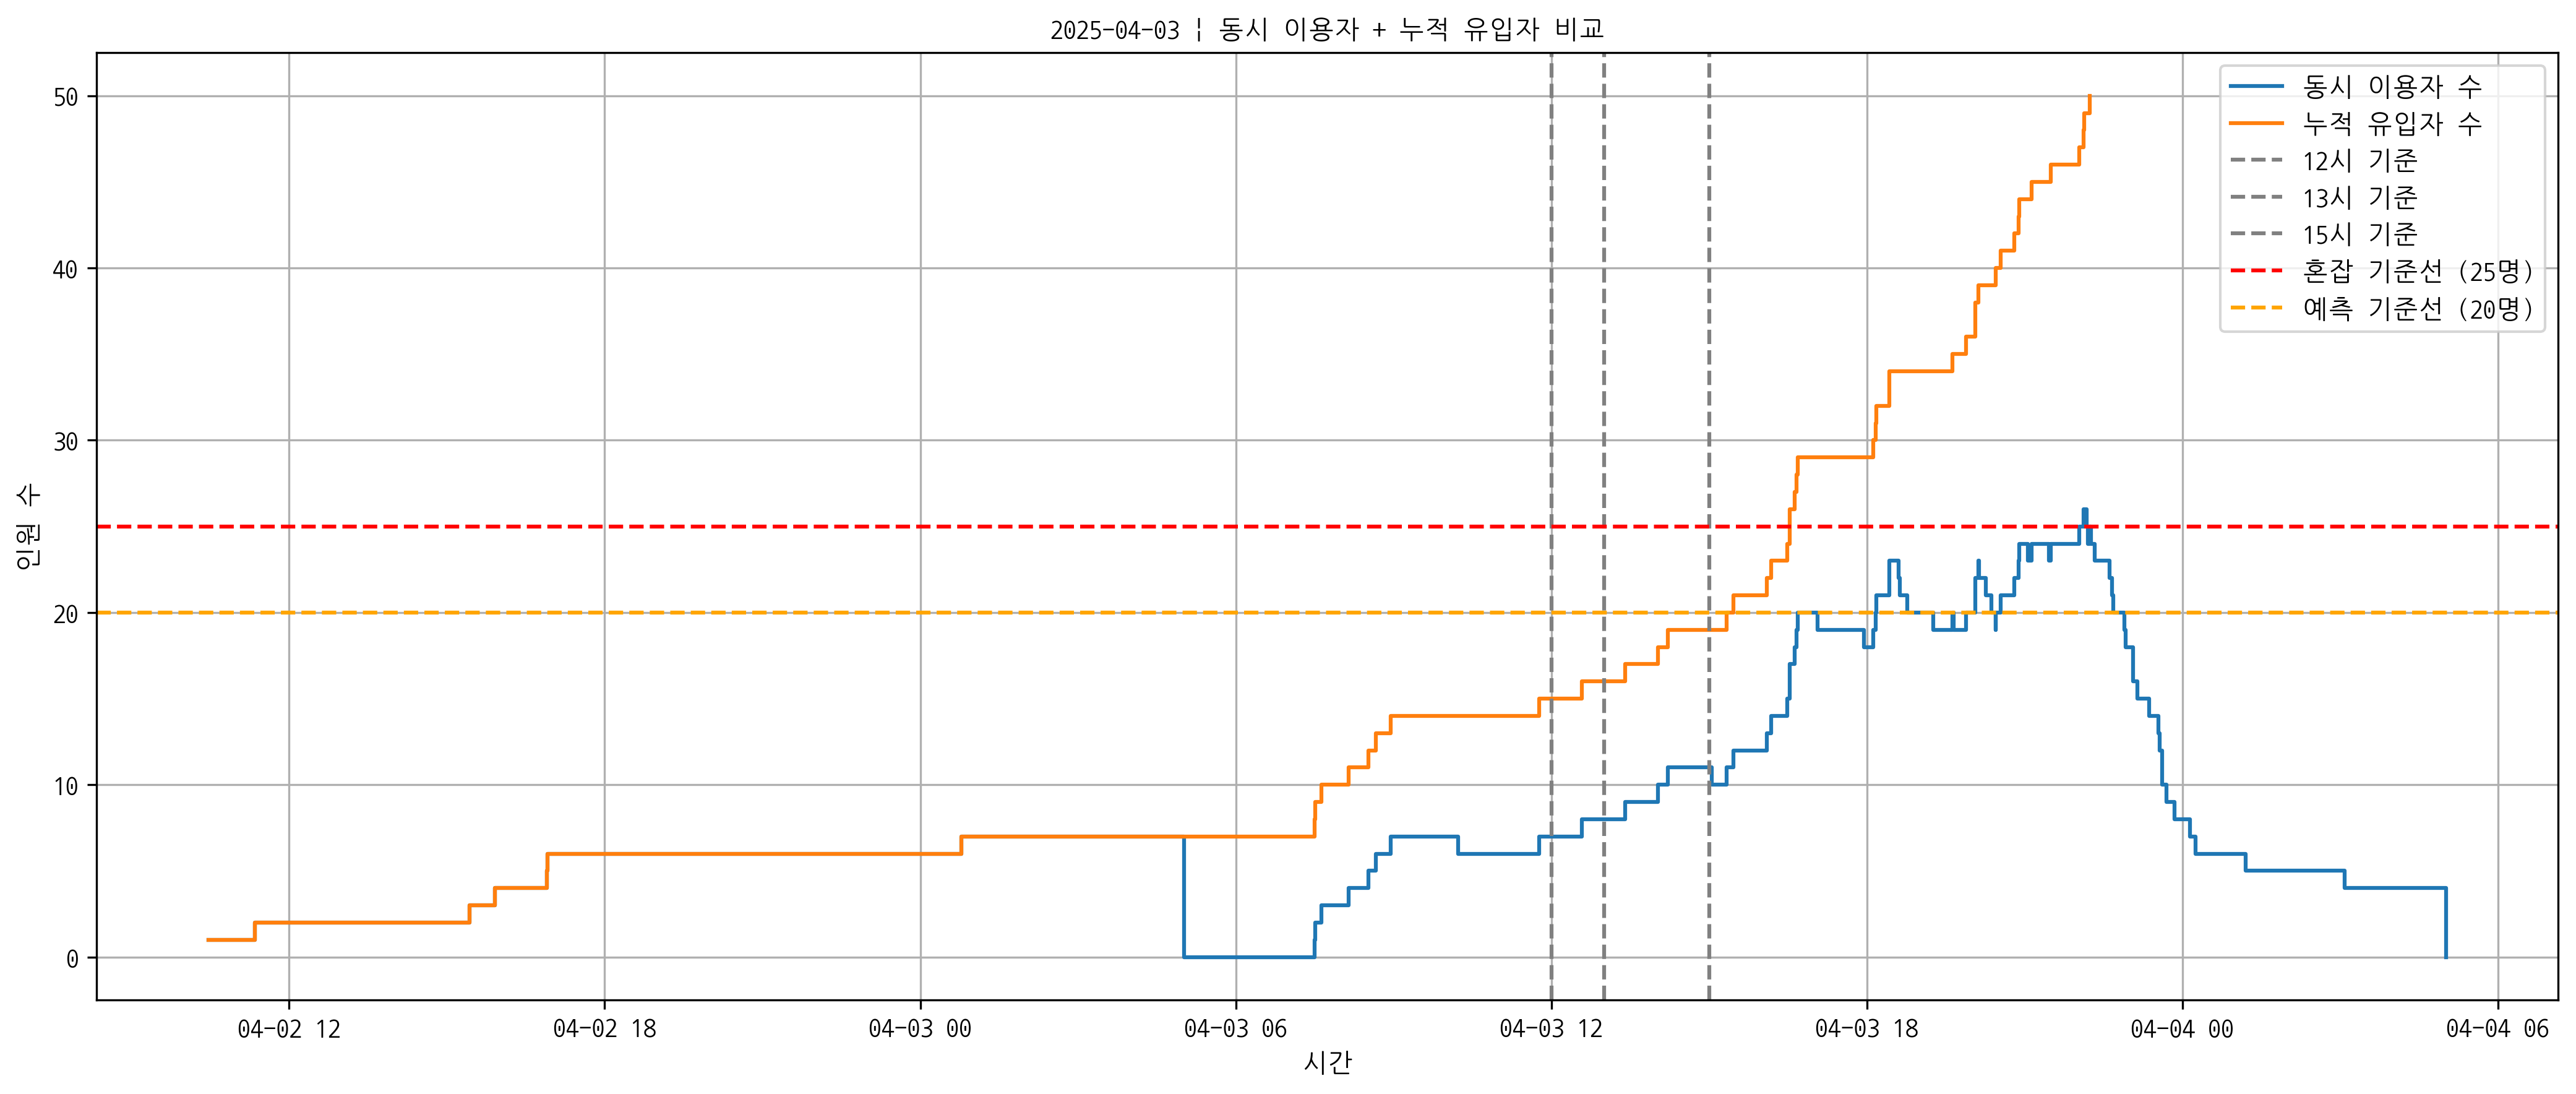 2025-04-03 | 동시 이용자 + 누적 유입자 비교
동시 이용자 수
누적 유입자 수
12시 기준
13시 기준
15시 기준
혼잡 기준선 (25명)
예측 기준선 (20명)
인원 수
50
40
30
20
10
0
04-02 12
04-02 18
04-03 00
04-03 06
04-03 12
04-03 18
04-04 00
04-04 06
시간